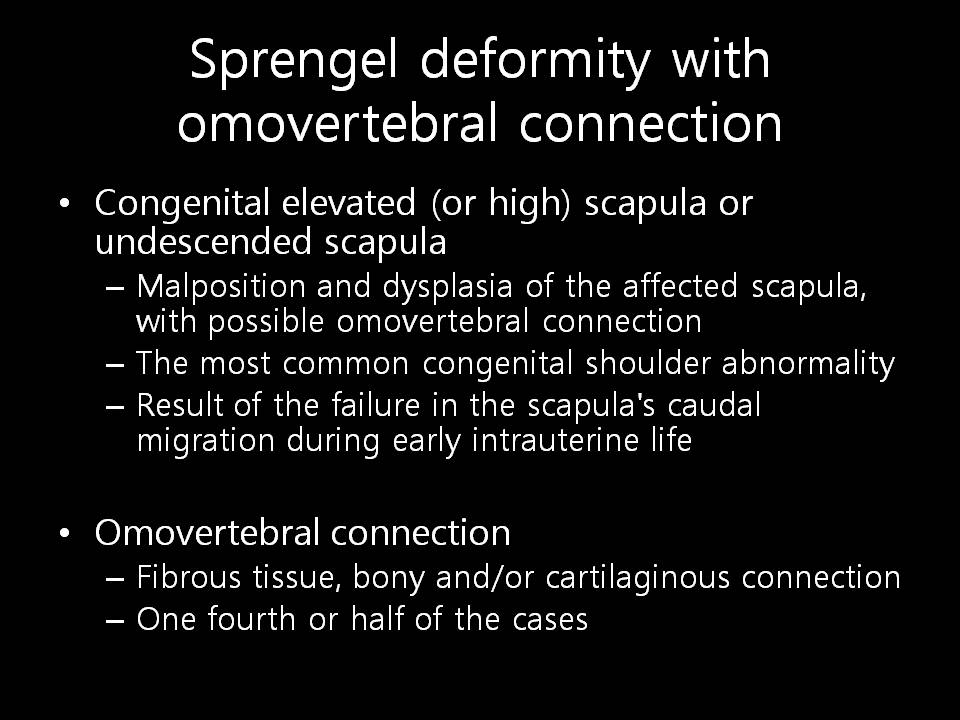 Sprengel deformity with
omovertebral connection
• Congenital elevated (or high) scapula or
undescended scapula
– Malposition and dysplasia of the affected scapula,
with possible omovertebral connection
– The most common congenital shoulder abnormality
– Result of the failure in the scapula's caudal
migration during early intrauterine life
• Omovertebral connection
– Fibrous tissue, bony and/or cartilaginous connection
– One fourth or half of the cases